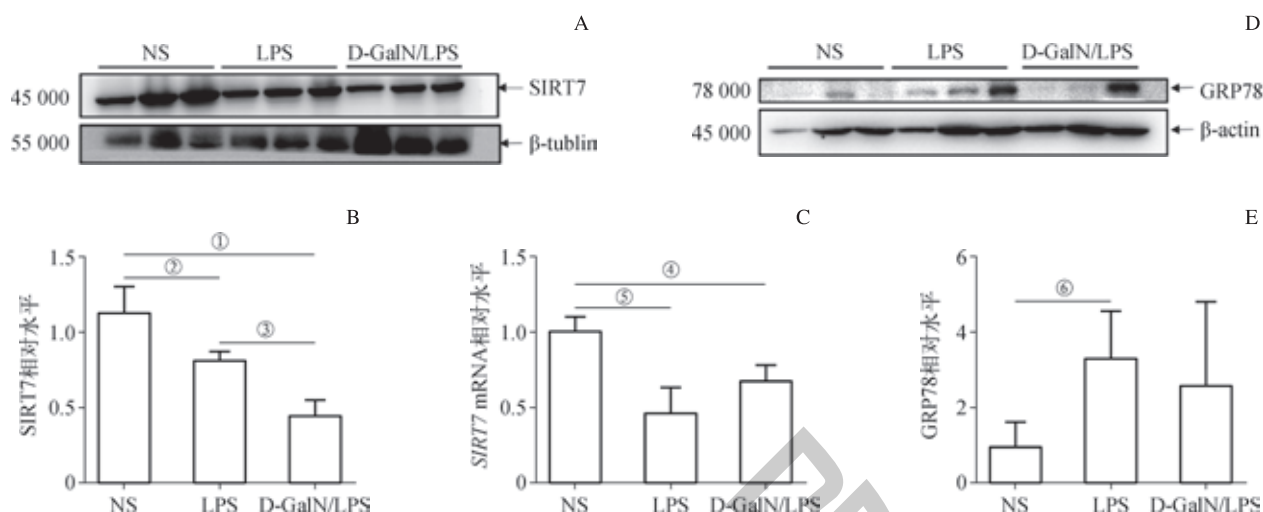 A
NS LPS D-GalN/LPS
45 000 SIRT7
55 000 β-tublin
D
NS LPS D-GalN/LPS
78 000 GRP78
45 000 β-actin
B
SIRT7相对水平
1.5
1.0
0.5
0
① 
②
③
NS LPS D-GalN/LPS
C
SIRT7 mRNA相对水平
1.5
1.0
0.5
0
④
⑤
NS LPS D-GalN/LPS
E
GRP78相对水平
6
4
2
0
⑥
NS LPS D-GalN/LPS